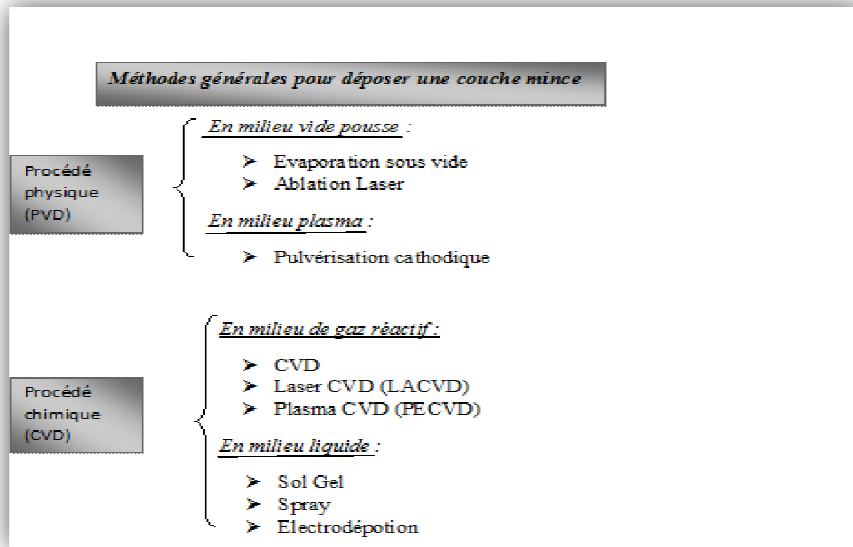 Méthodes générales pour déposer une couche mince
Procédé
physique
(PVD)
En milieu vide pousse :
➤ Evaporation sous vide
➤ Ablation Laser
En milieu plasma :
➤ Pulvérisation cathodique
Procédé
chimique
(CVD)
En milieu de gaz réactif :
➤ CVD
➤ Laser CVD (LACVD)
➤ Plasma CVD (PECVD)
En milieu liquide :
➤ Sol Gel
➤ Spray
➤ Electrodépotion